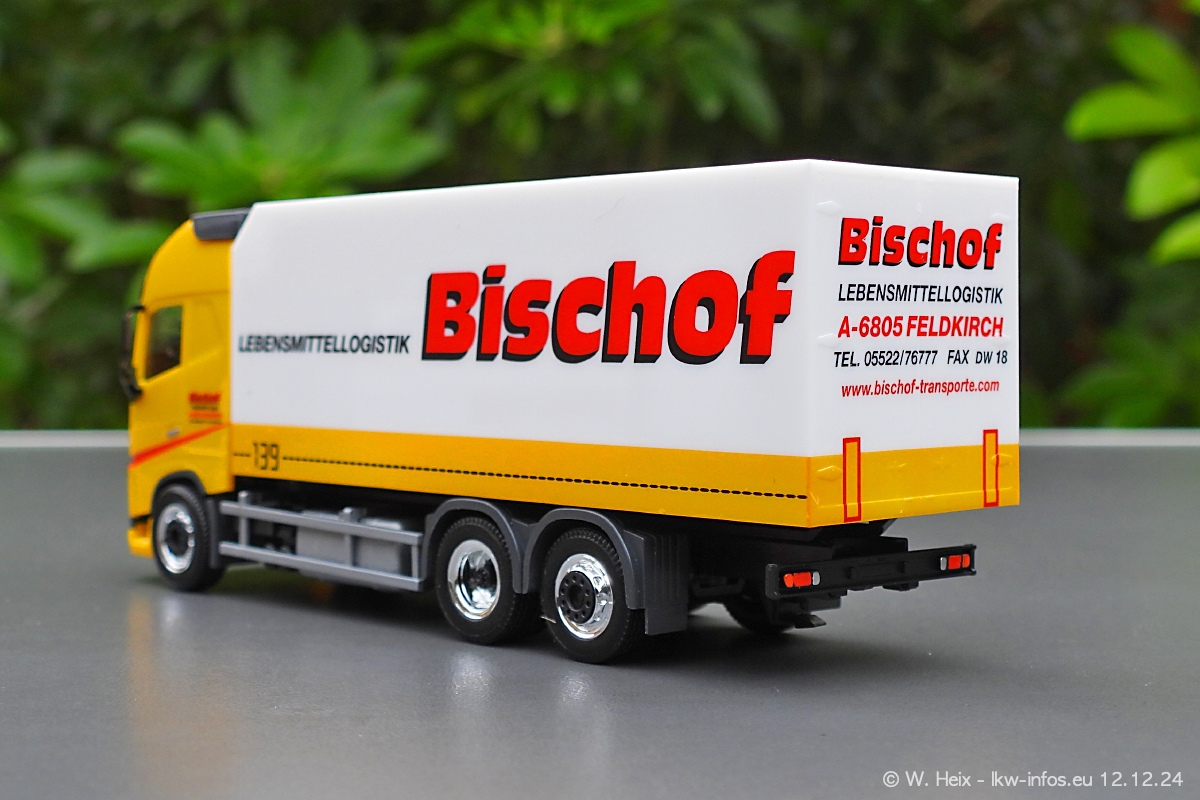 LEBENSMITTELLOGISTIK Bischof
139
Bischof
Bischof
LEBENSMITTELLOGISTIK
A-6805 FELDKIRCH
TEL. 05522/76777 FAX DW 18
www.bischof-transporte.com
© W. Heix - lkw-infos.eu 12.12.24